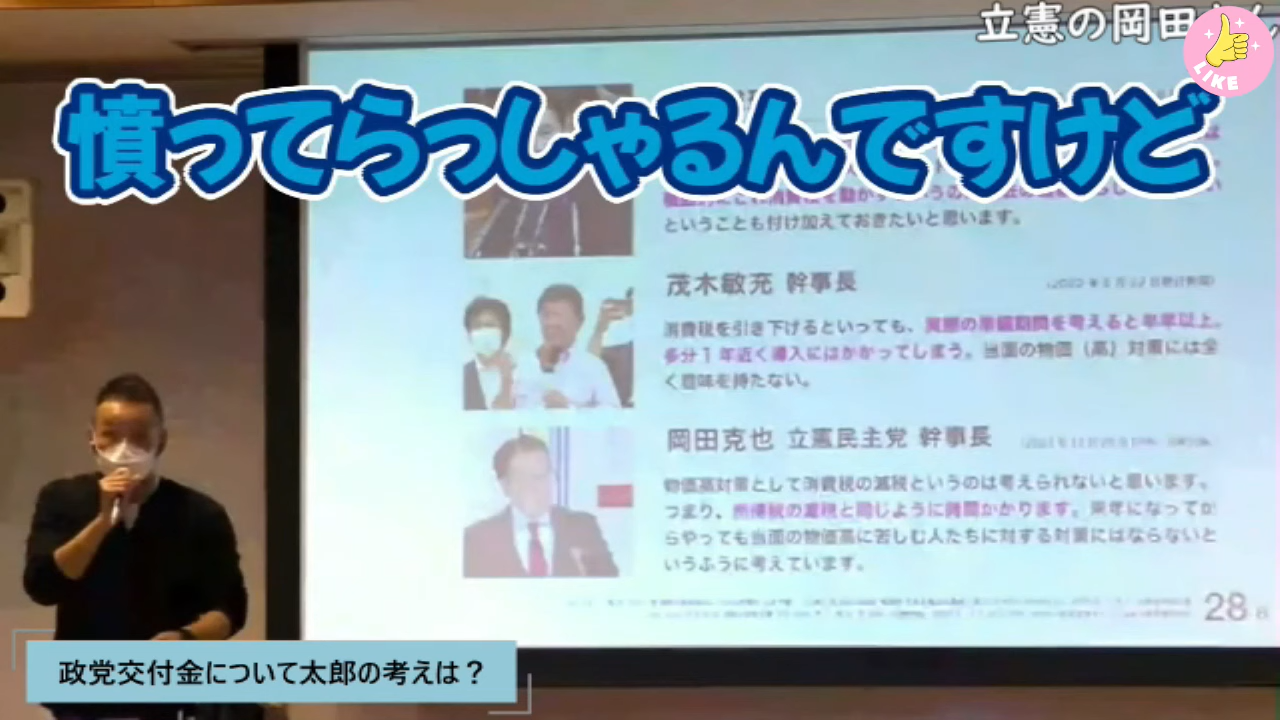 立憲の岡田さん
LIKE
憤ってらっしゃるんですけど
ということも付け加えておきたいと思います。
茂木敏充 幹事長
消費税を引き下げるといっても、実際の準備期間を考えると半年以上、
多分1年近く導入にはかかってしまう。当面の物価（高）対策には全
く意味を持たない。
岡田克也 立憲民主党 幹事長
物価高対策として消費税の減税というのは考えられないと思います。
つまり、所得税の減税と同じように時間かかります。来年になってか
らやっても当面の物価高に苦しむ人たちに対する対策にはならないと
いうふうに考えています。
28
政党交付金について太郎の考えは？